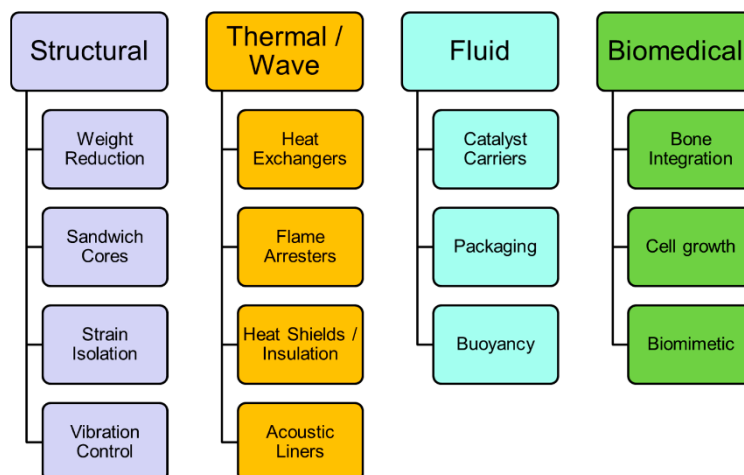 Structural
Weight
Reduction
Sandwich
Cores
Strain
Isolation
Vibration
Control
Thermal /
Wave
Heat
Exchangers
Flame
Arresters
Heat Shields /
Insulation
Acoustic
Liners
Fluid
Catalyst
Carriers
Packaging
Buoyancy
Biomedical
Bone
Integration
Cell growth
Biomimetic